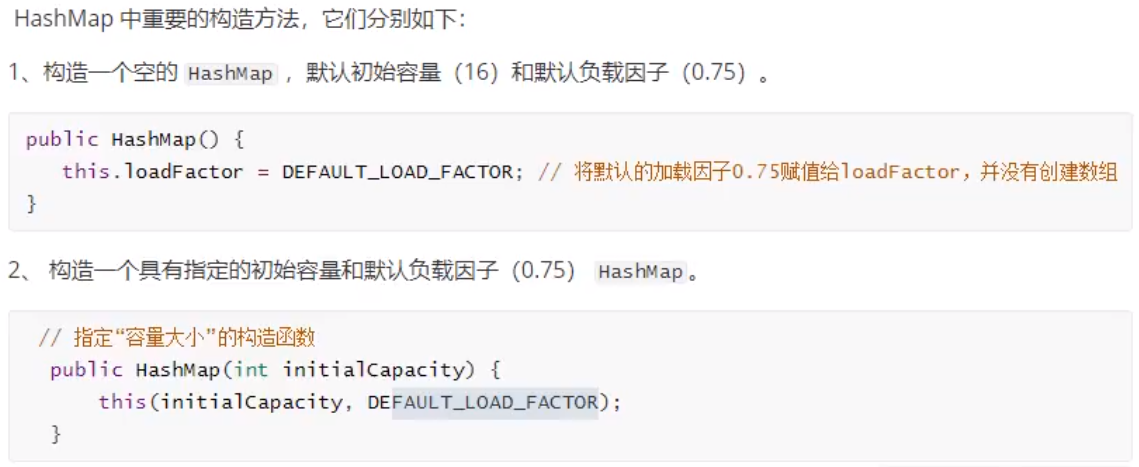 HashMap 中重要的构造方法，它们分别如下：
1、构造一个空的 HashMap ，默认初始容量（16）和默认负载因子（0.75）。
public HashMap() {
this.loadFactor = DEFAULT_LOAD_FACTOR; // 将默认的加载因子0.75赋值给loadFactor，并没有创建数组
}
2、 构造一个具有指定的初始容量和默认负载因子（0.75） HashMap。
// 指定“容量大小”的构造函数
public HashMap(int initialCapacity) {
this(initialCapacity, DEFAULT_LOAD_FACTOR);
}